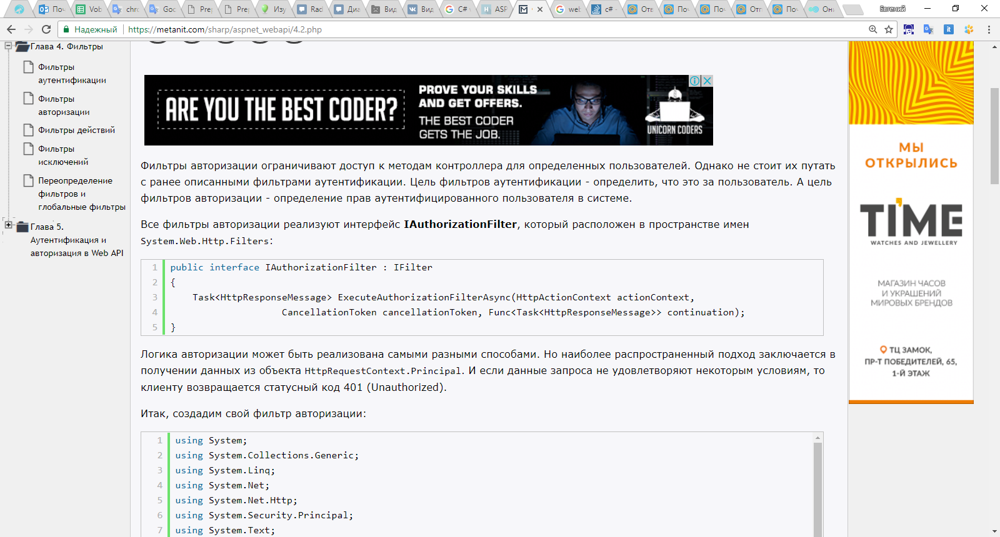 Поч
Vob
chro
Goo
Prep
Prep
Изу
Rad
Диа
Вид
Вид
C# 
ASP
web
c# -
Отв
Поч
Поч
Отп
Поч
Он
Евгений
Надежный
https://metanit.com/sharp/aspnet_webapi/4.2.php
Глава 4. Фильтры
Фильтры
аутентификации
Фильтры
авторизации
Фильтры действий
Фильтры
исключений
Переопределение
фильтров и
глобальные фильтры
Глава 5.
Аутентификация и
авторизация в Web API
ARE YOU THE BEST CODER?
PROVE YOUR SKILLS
AND GET OFFERS.
THE BEST CODER
GETS THE JOB.
UNICORN CODERS
Фильтры авторизации ограничивают доступ к методам контроллера для определенных пользователей. Однако не стоит их путать
с ранее описанными фильтрами аутентификации. Цель фильтров аутентификации - определить, что это за пользователь. А цель
фильтров авторизации - определение прав аутентифицированного пользователя в системе.
Все фильтры авторизации реализуют интерфейс IAuthorizationFilter, который расположен в пространстве имен
System.Web.Http.Filters:
1 public interface IAuthorizationFilter : IFilter
2 {
3 Task<HttpResponseMessage> ExecuteAuthorizationFilterAsync(HttpActionContext actionContext,
4 CancellationToken cancellationToken, Func<Task<HttpResponseMessage>> continuation);
5 }
Логика авторизации может быть реализована самыми разными способами. Но наиболее распространенный подход заключается в
получении данных из объекта HttpRequestContext.Principal. И если данные запроса не удовлетворяют некоторым условиям, то
клиенту возвращается статусный код 401 (Unauthorized).
Итак, создадим свой фильтр авторизации:
1 using System;
2 using System.Collections.Generic;
3 using System.Linq;
4 using System.Net;
5 using System.Net.Http;
6 using System.Security.Principal;
7 using System.Text;
МЫ
ОТКРЫЛИСЬ
TIME
WATCHES AND JEWELLERY
МАГАЗИН ЧАСОВ
И УКРАШЕНИЙ
МИРОВЫХ БРЕНДОВ
ТЦ ЗАМОК,
ПР-Т ПОБЕДИТЕЛЕЙ, 65,
1-Й ЭТАЖ